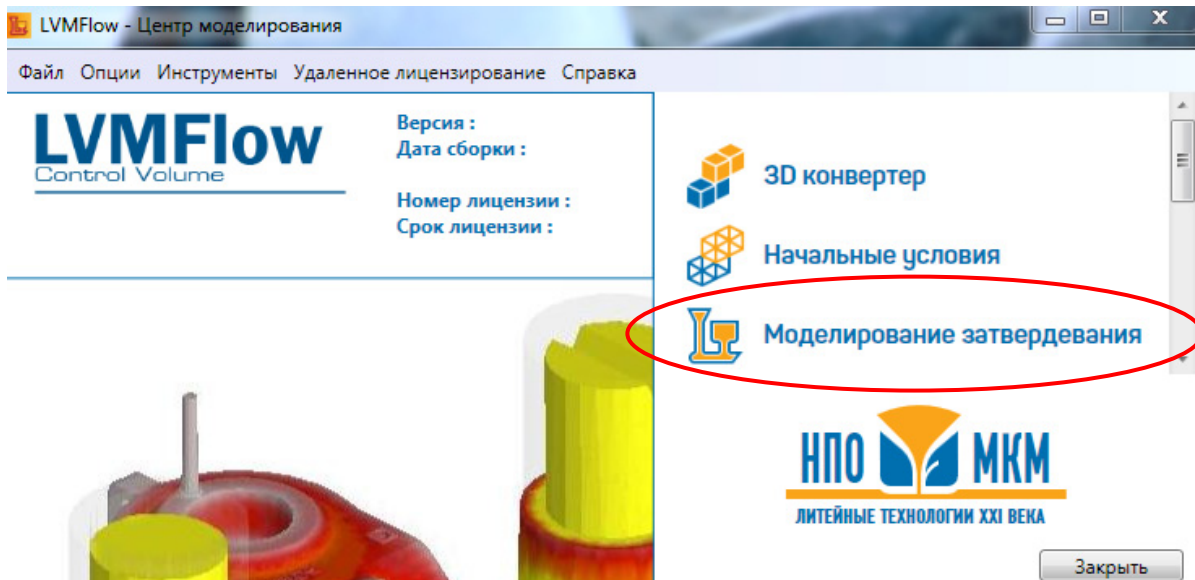 LVMFlow - Центр моделирования
Файл Опции Инструменты Удаленное лицензирование Справка
LVMFlow
Control Volume
Версия :
Дата сборки :
Номер лицензии :
Срок лицензии :
3D конвертер
Начальные условия
Моделирование затвердевания
НПО МКМ
ЛИТЕЙНЫЕ ТЕХНОЛОГИИ XXI ВЕКА
Закрыть